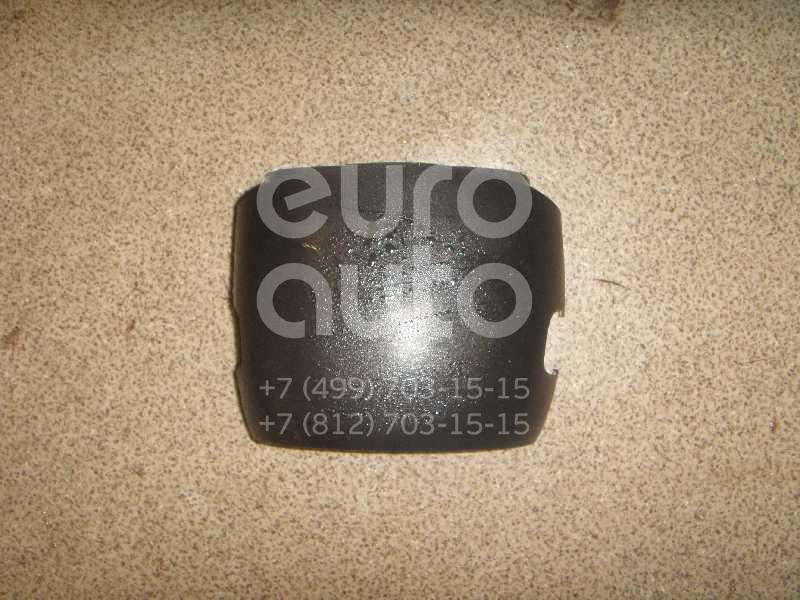 euro
auto
+7 (499) 703-15-15
+7 (812) 703-15-15